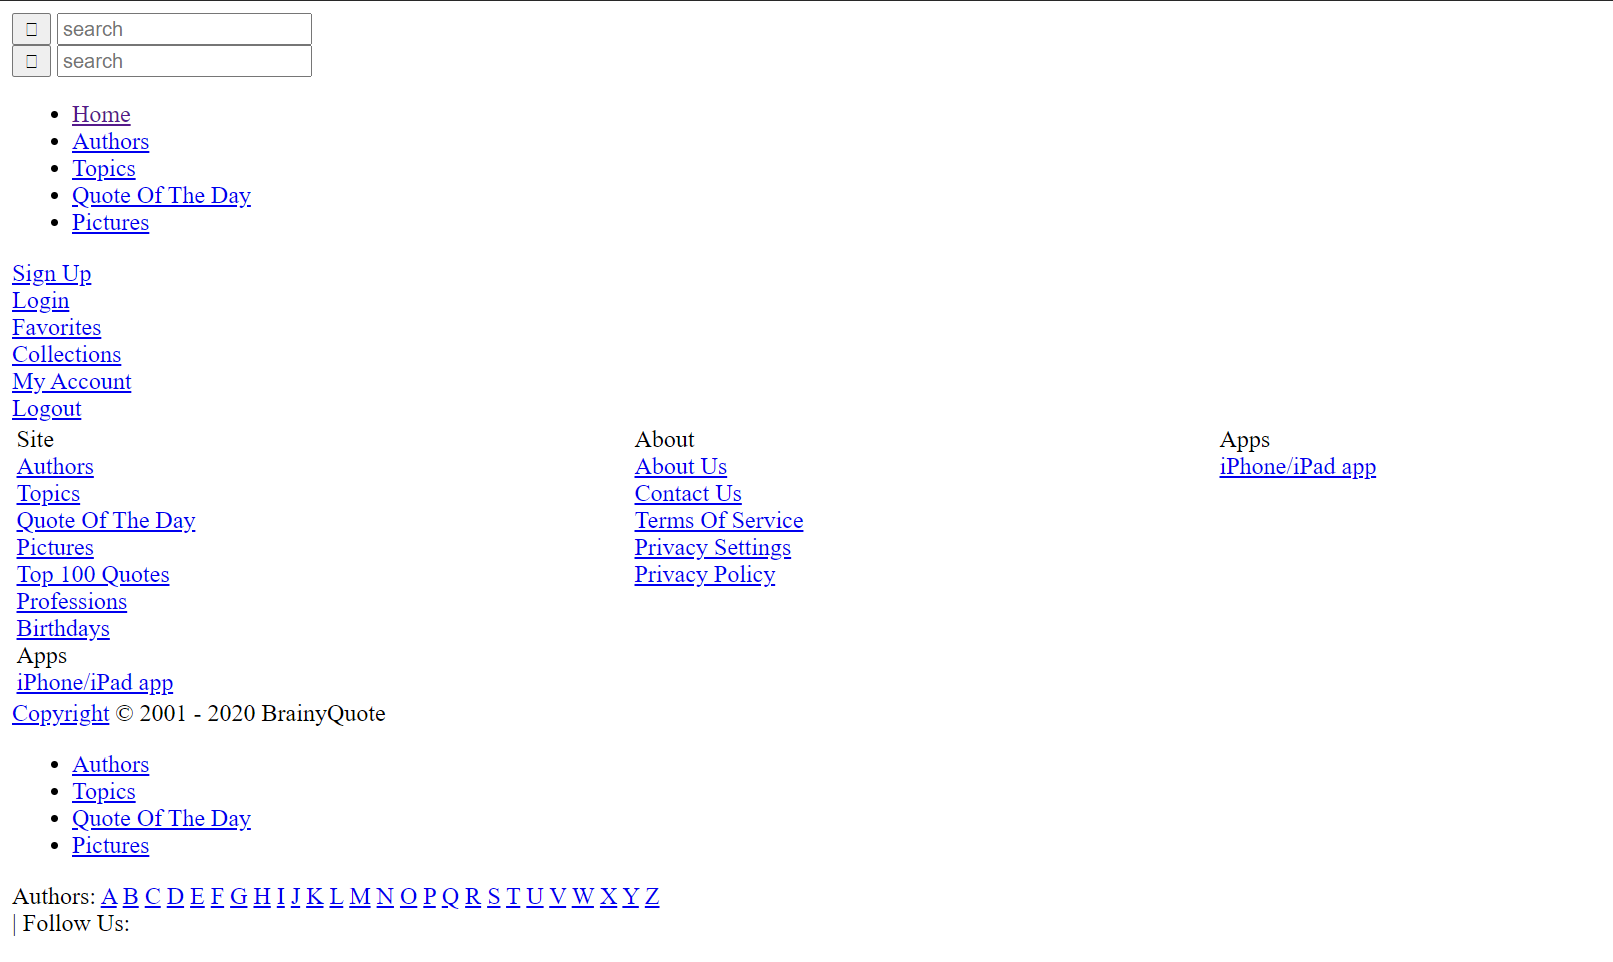 search
search
Home
Authors
Topics
Quote Of The Day
Pictures
Sign Up
Login
Favorites
Collections
My Account
Logout
Site
Authors
Topics
Quote Of The Day
Pictures
Top 100 Quotes
Professions
Birthdays
Apps
iPhone/iPad app
About
About Us
Contact Us
Terms Of Service
Privacy Settings
Privacy Policy
Apps
iPhone/iPad app
Copyright © 2001 - 2020 BrainyQuote
Authors
Topics
Quote Of The Day
Pictures
Authors: A B C D E F G H I J K L M N O P Q R S T U V W X Y Z
| Follow Us: